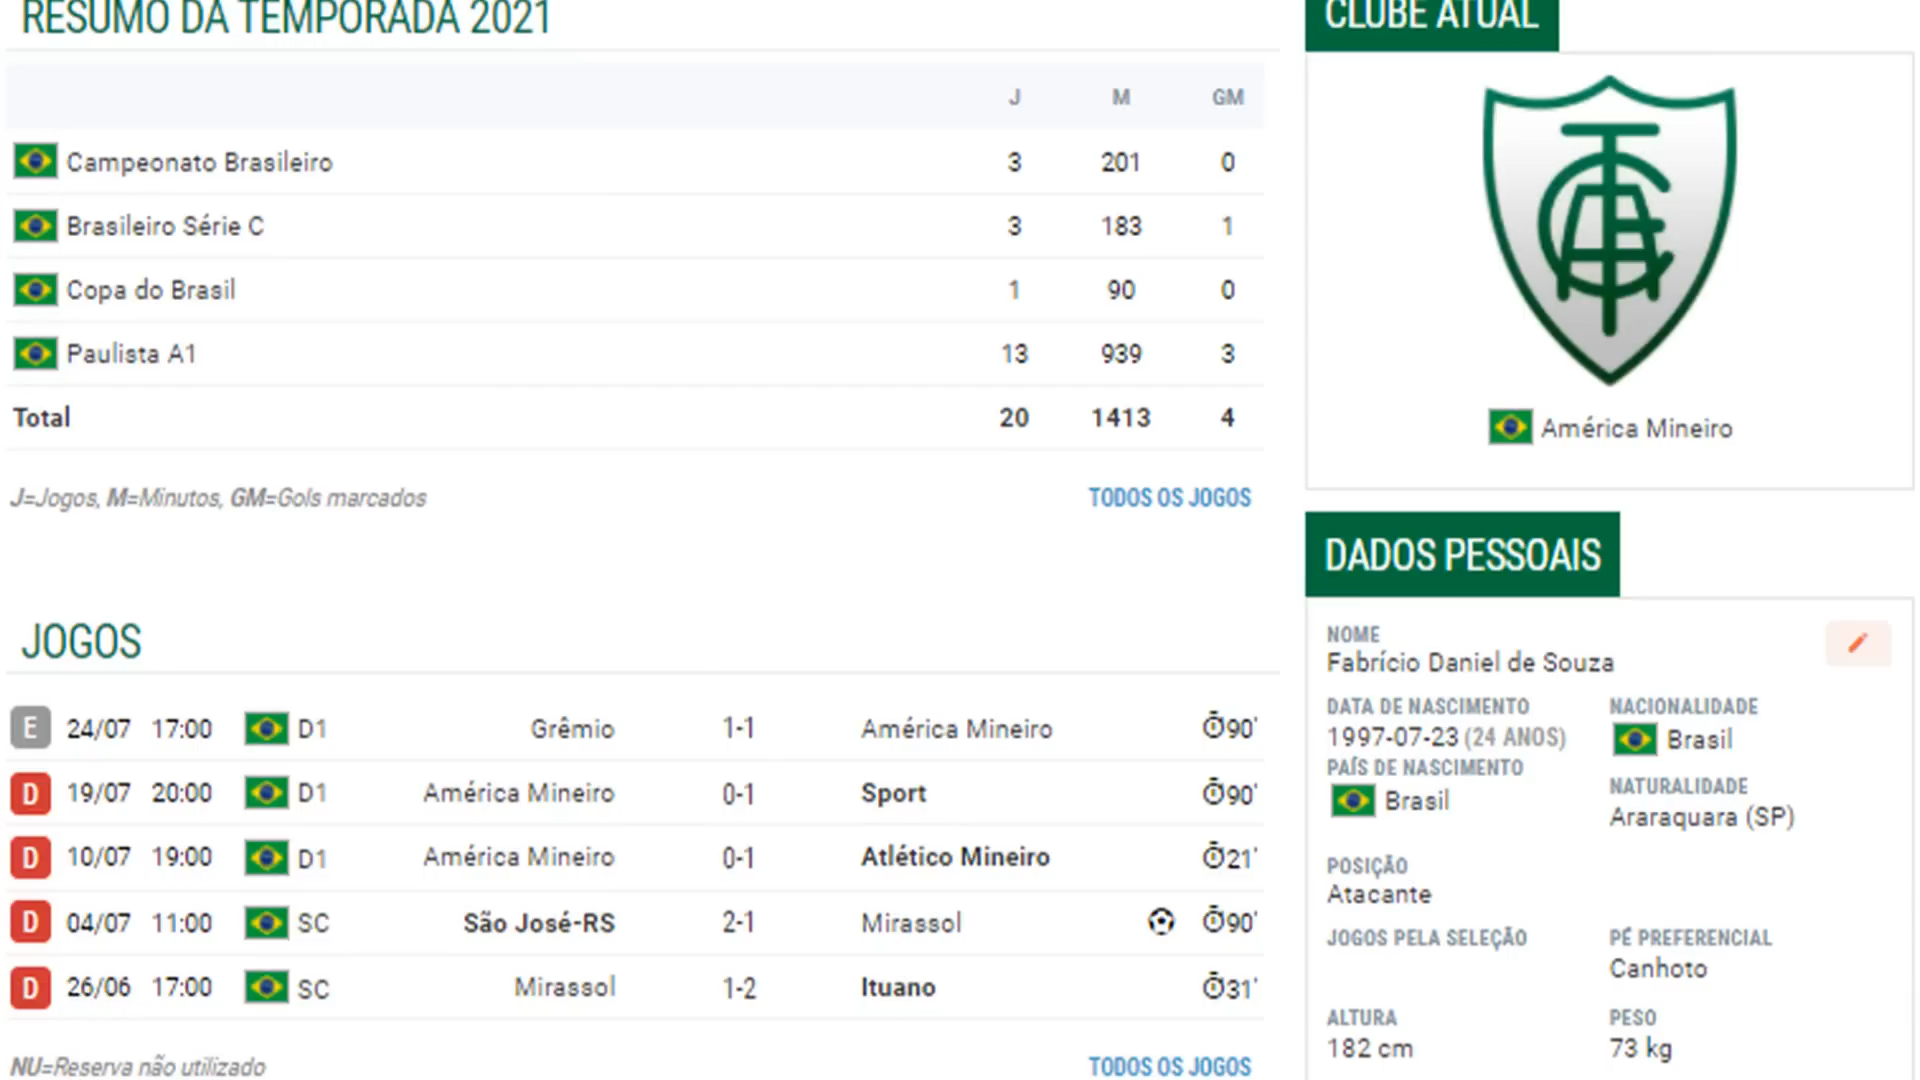 RESUMO DA TEMPORADA 2021
J M GM
Campeonato Brasileiro 3 201 0
Brasileiro Série C 3 183 1
Copa do Brasil 1 90 0
Paulista A1 13 939 3
Total 20 1413 4
J=Jogos, M=Minutos, GM=Gols marcados TODOS OS JOGOS
JOGOS
E 24/07 17:00 D1 Grêmio 1-1 América Mineiro 90'
D 19/07 20:00 D1 América Mineiro 0-1 Sport 90'
D 10/07 19:00 D1 América Mineiro 0-1 Atlético Mineiro 21'
D 04/07 11:00 SC São José-RS 2-1 Mirassol 90'
D 26/06 17:00 SC Mirassol 1-2 Ituano 31'
NU=Reserva não utilizado TODOS OS JOGOS
CLUBE ATUAL
América Mineiro
DADOS PESSOAIS
NOME
Fabrício Daniel de Souza
DATA DE NASCIMENTO
1997-07-23 (24 ANOS)
NACIONALIDADE
Brasil
PAÍS DE NASCIMENTO
Brasil
NATURALIDADE
Araraquara (SP)
POSIÇÃO
Atacante
JOGOS PELA SELEÇÃO
PÉ PREFERENCIAL
Canhoto
ALTURA
182 cm
PESO
73 kg